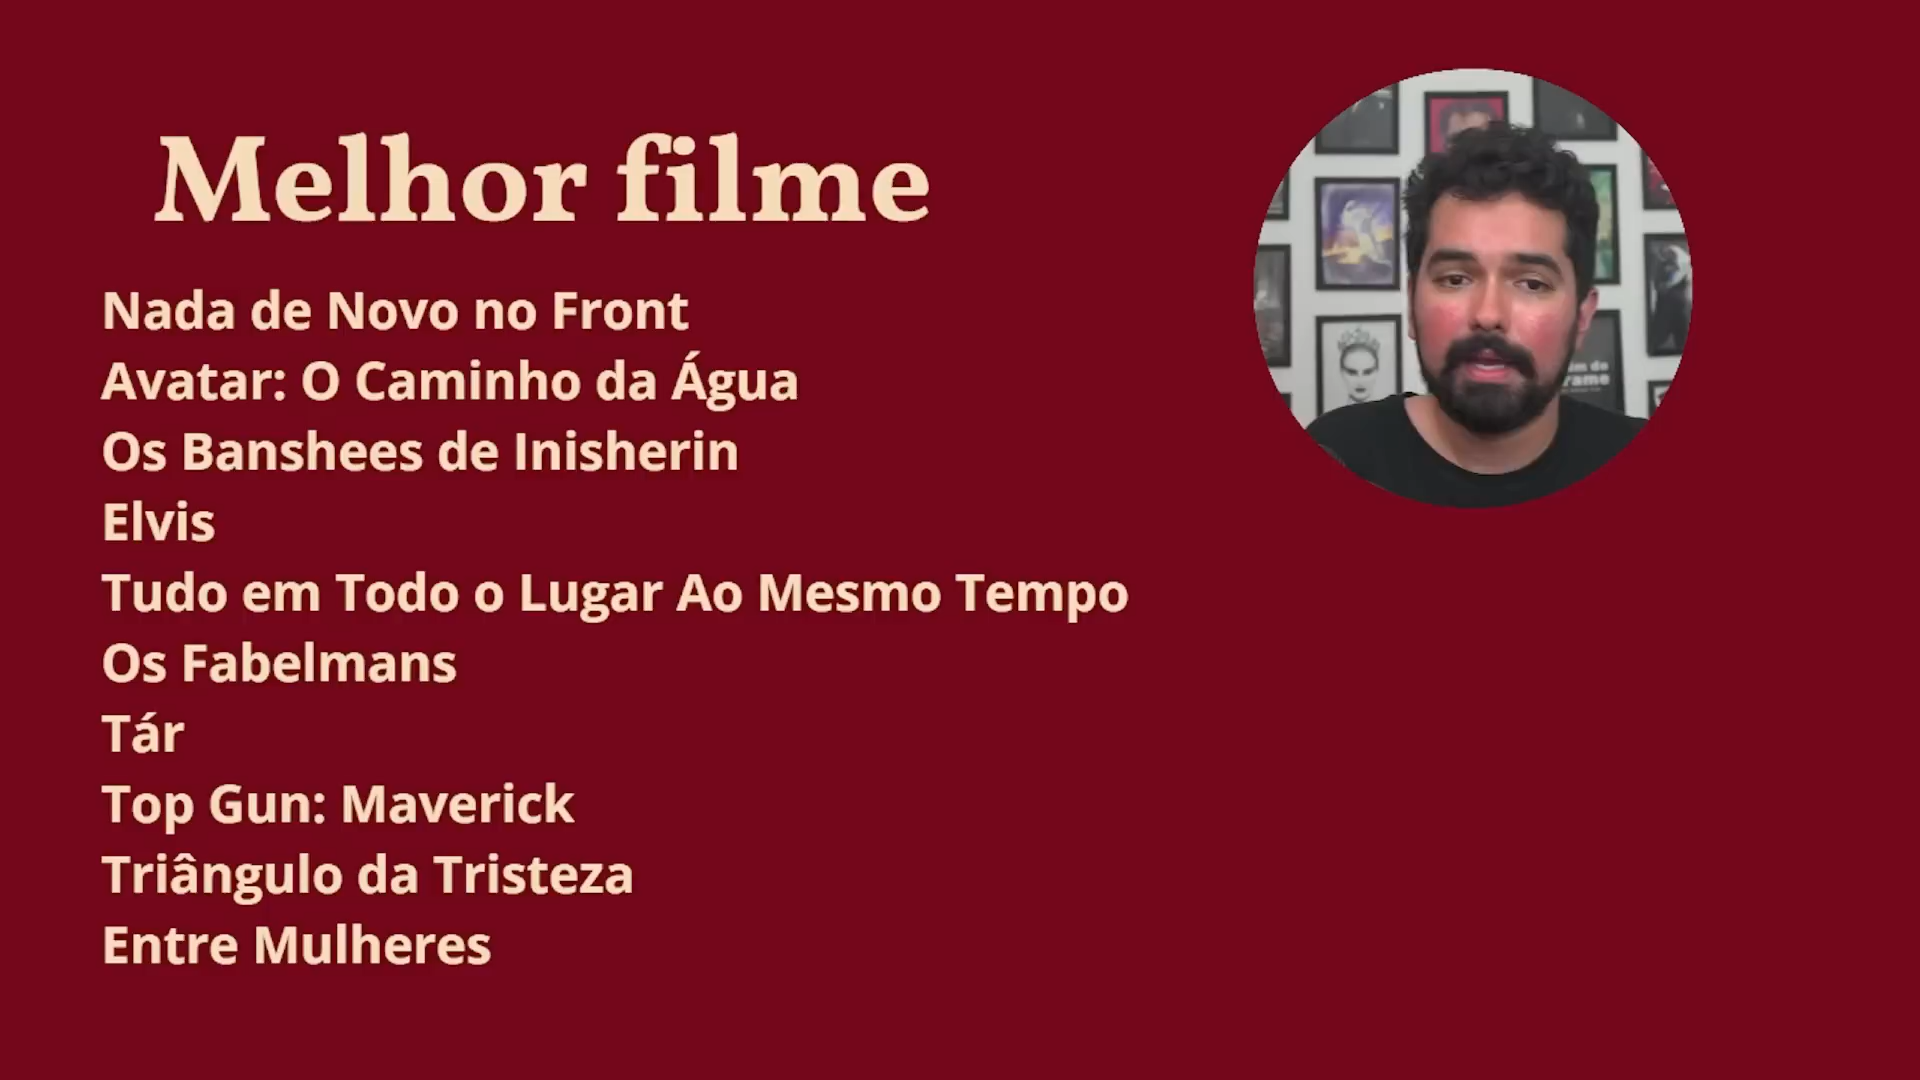 Melhor filme
Nada de Novo no Front
Avatar: O Caminho da Água
Os Banshees de Inisherin
Elvis
Tudo em Todo o Lugar Ao Mesmo Tempo
Os Fabelmans
Tár
Top Gun: Maverick
Triângulo da Tristeza
Entre Mulheres